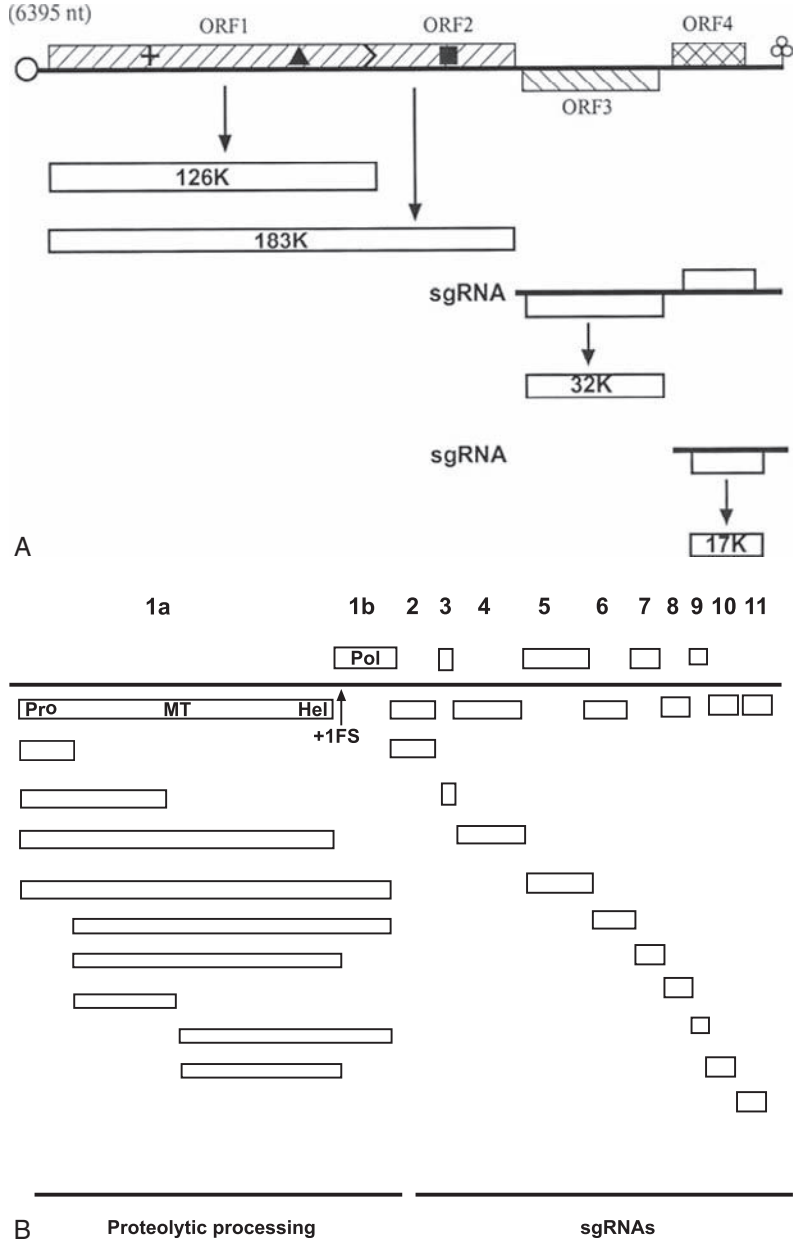 (6395 nt)
ORF1 ORF2 ORF4
ORF3
126K
183K
sgRNA
32K
sgRNA
17K
A
1a 1b 2 3 4 5 6 7 8 9 10 11
Pol
Pro MT Hel
+1FS
B Proteolytic processing sgRNAs